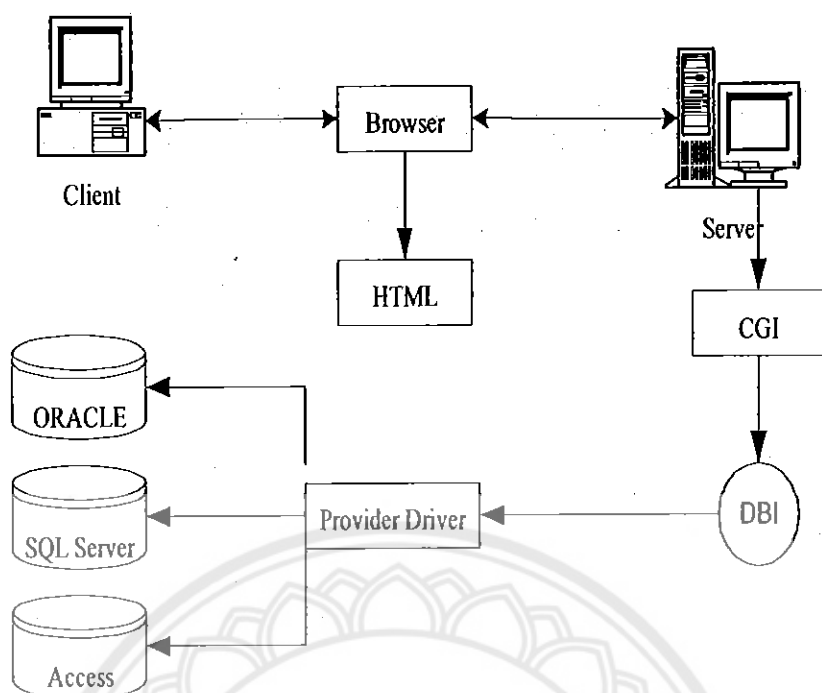 Browser
Client
Server
HTML
CGI
ORACLE
Provider Driver
DBI
SQL Server
Access